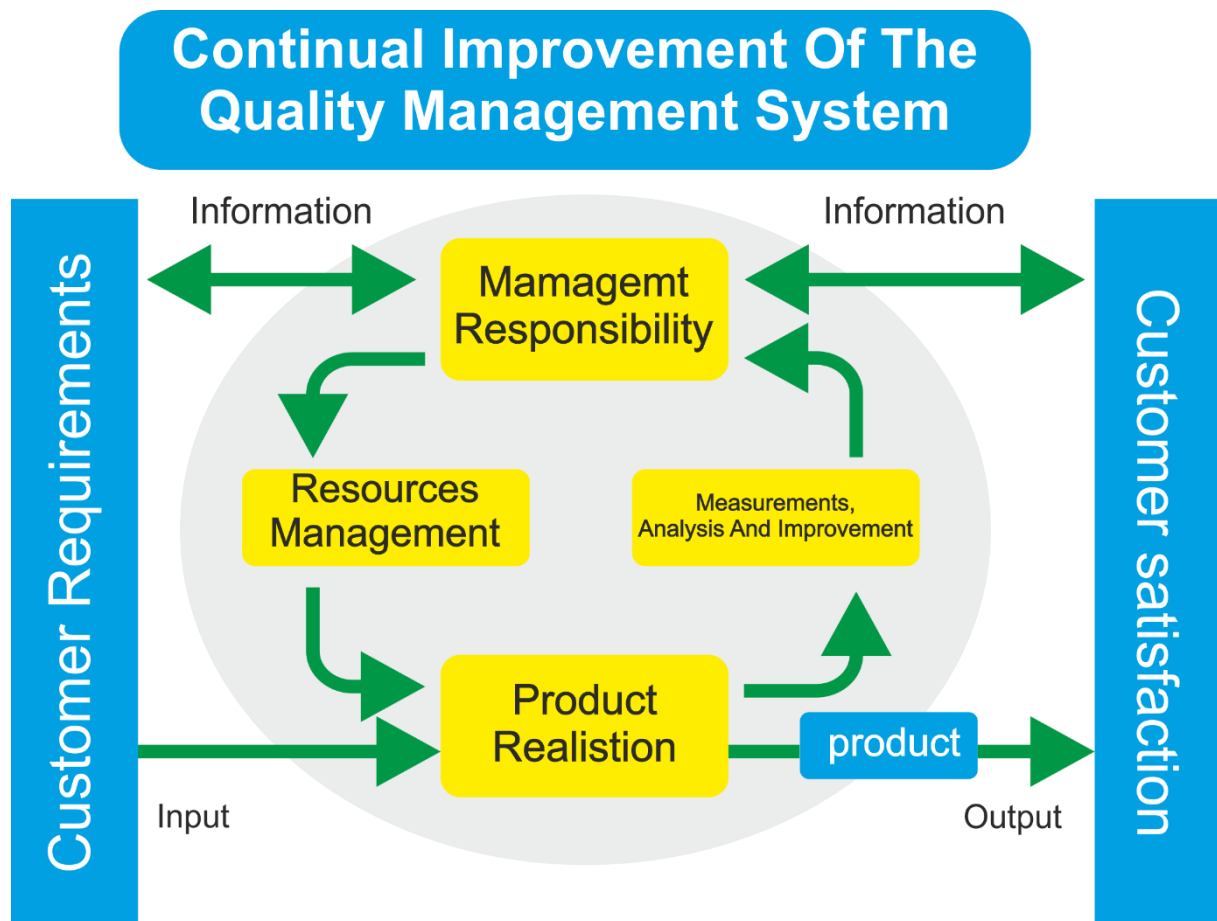 Continual Improvement Of The
Quality Management System
Information
Information
Customer Requirements
Mamagemt
Responsibility
Customer satisfaction
Resources
Management
Measurements,
Analysis And Improvement
Product
Realistion
product
Input
Output